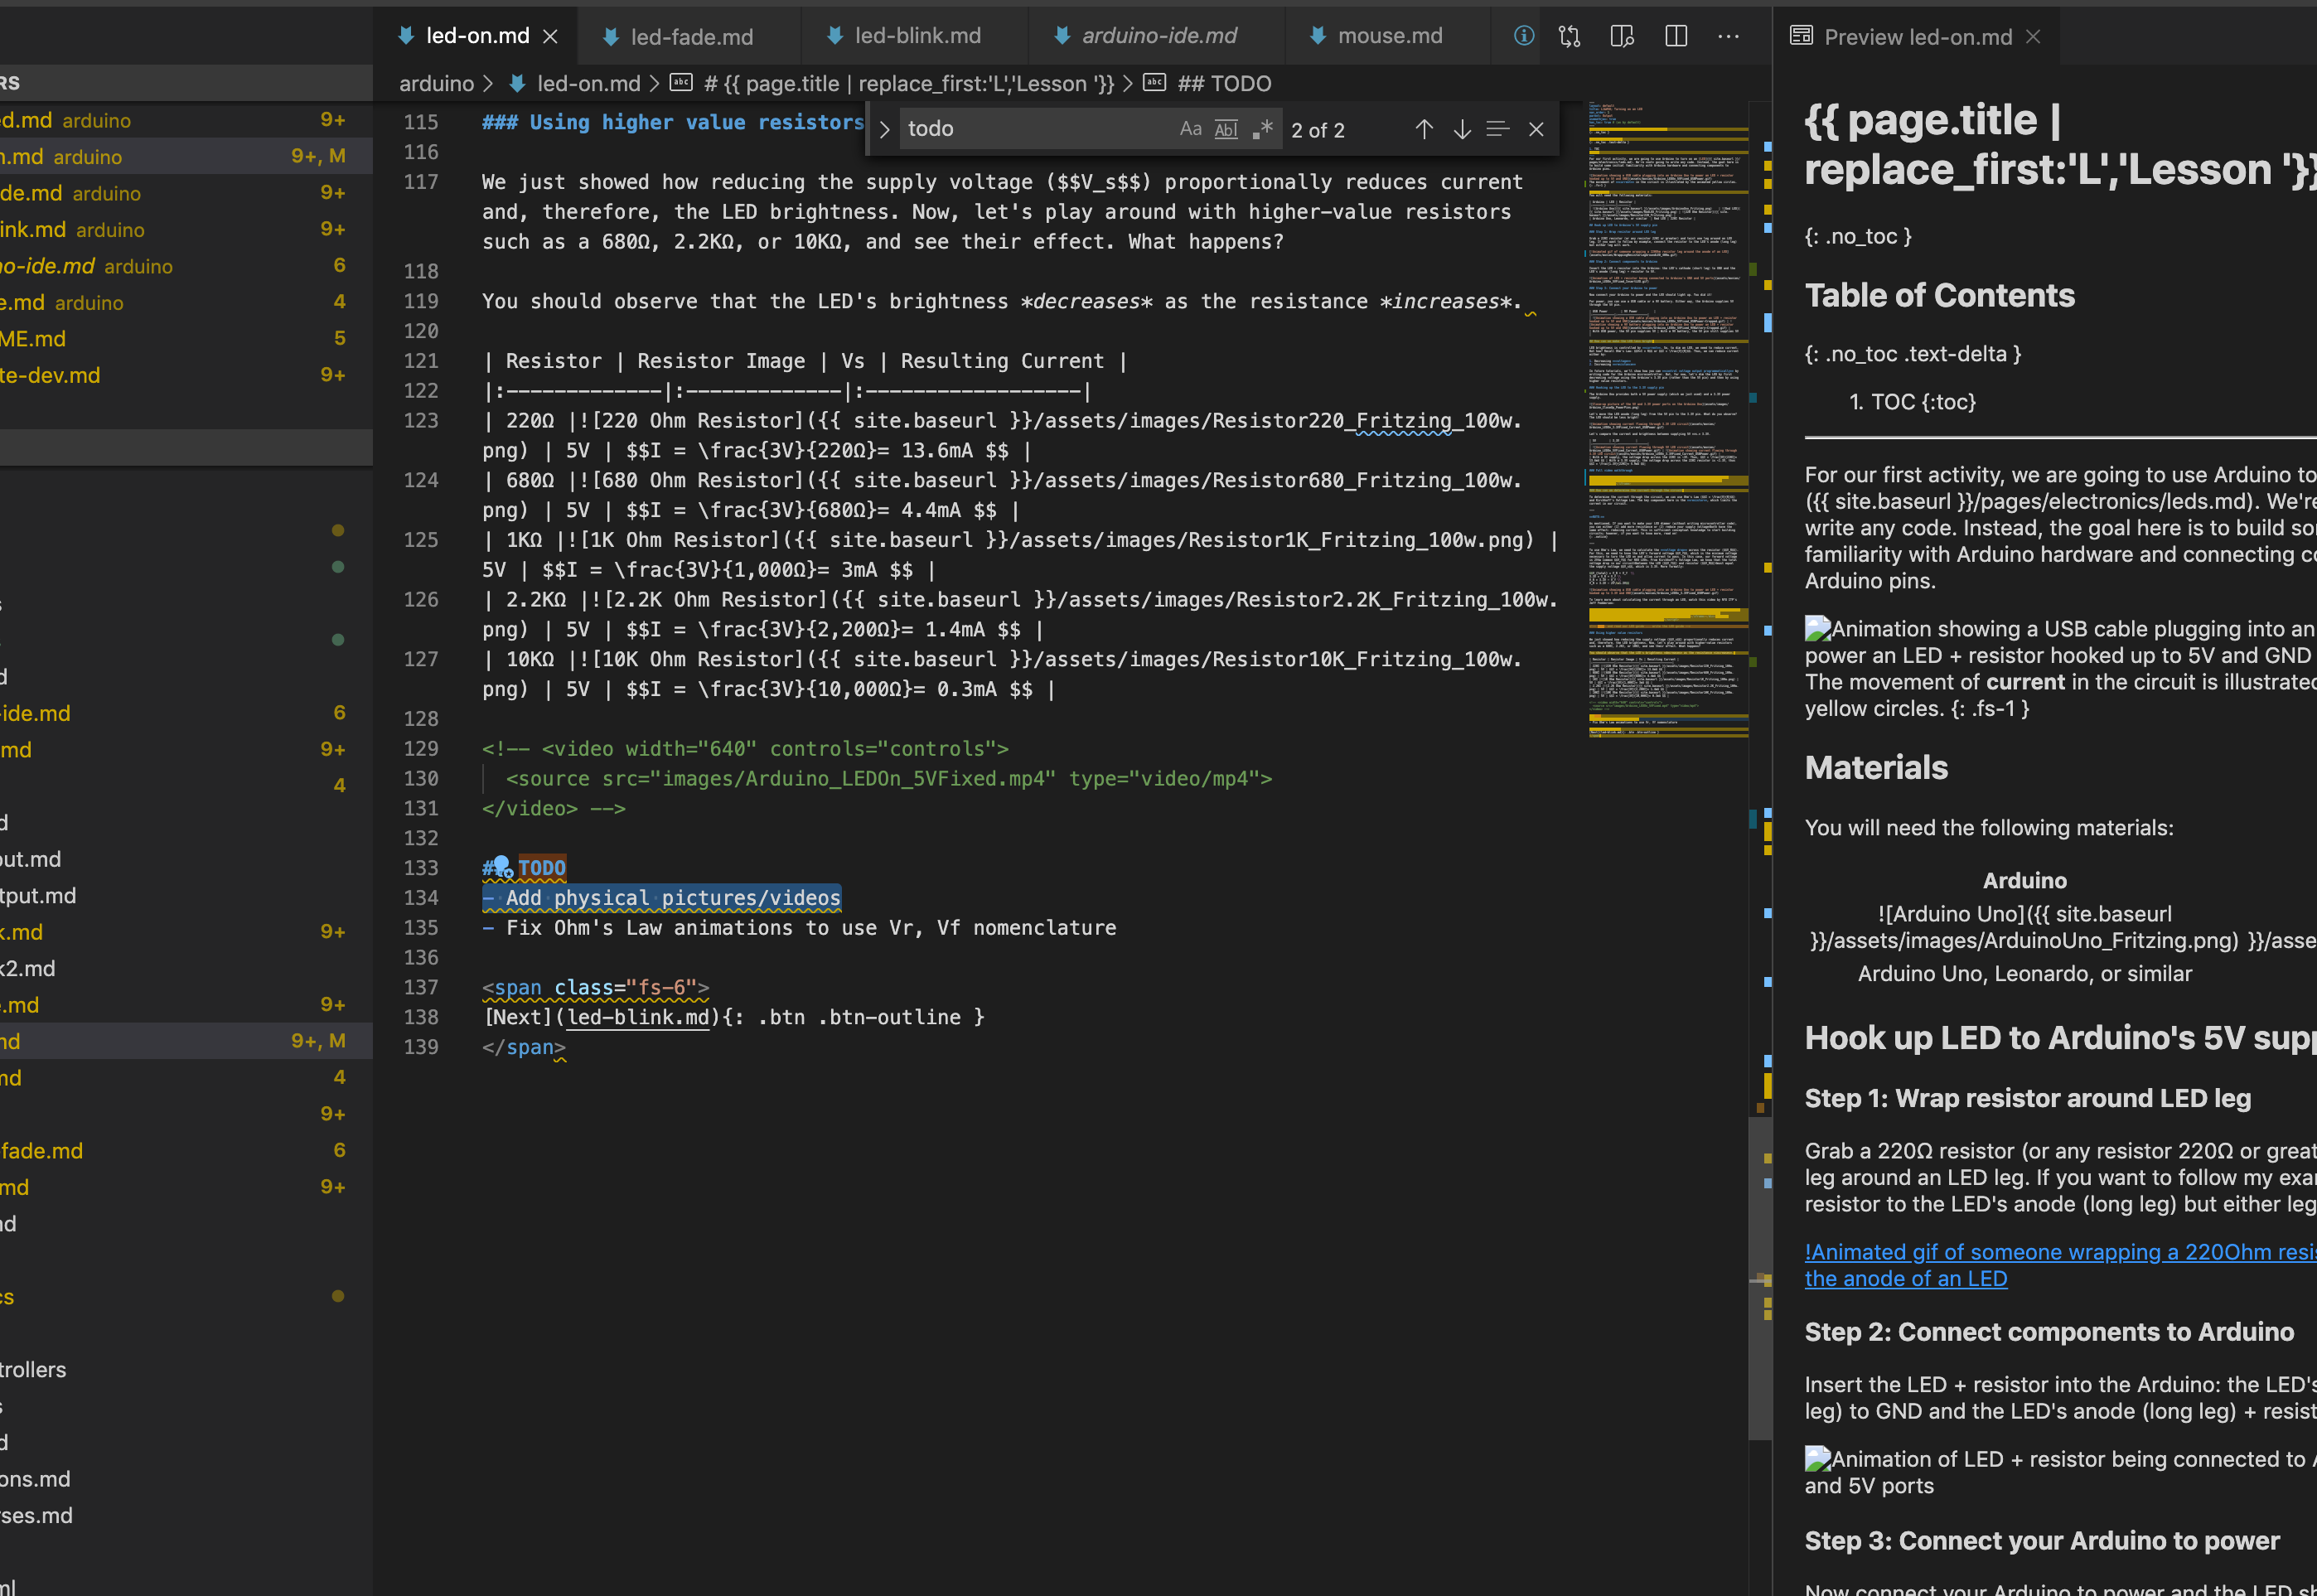 led-on.md
led-fade.md
led-blink.md
arduino-ide.md
mouse.md
Preview led-on.md
RS
arduino > led-on.md > # {{ page.title | replace_first:'L','Lesson '}} > ## TODO
todo
Aa Abl .*
2 of 2
d.md arduino 9+
.md arduino 9+, M
de.md arduino 9+
ink.md arduino 9+
o-ide.md arduino 6
e.md arduino 4
ME.md 5
te-dev.md 9+
-ide.md 6
md 9+
4
out.md
tput.md
k.md 9+
k2.md
e.md 9+
md 9+, M
md 4
9+
fade.md 6
md 9+
cs
trollers
ons.md
rses.md
115 ### Using higher value resistors
116
117 We just showed how reducing the supply voltage ($$V_s$$) proportionally reduces current
and, therefore, the LED brightness. Now, let's play around with higher-value resistors
such as a 680Ω, 2.2KΩ, or 10KΩ, and see their effect. What happens?
118
119 You should observe that the LED's brightness *decreases* as the resistance *increases*.
120
121 | Resistor | Resistor Image | Vs | Resulting Current |
122 |:-------------|:-------------|:------------------|
123 | 220Ω |![220 Ohm Resistor]({{ site.baseurl }}/assets/images/Resistor220_Fritzing_100w.
png) | 5V | $$I = \frac{3V}{220Ω}= 13.6mA $$ |
124 | 680Ω |![680 Ohm Resistor]({{ site.baseurl }}/assets/images/Resistor680_Fritzing_100w.
png) | 5V | $$I = \frac{3V}{680Ω}= 4.4mA $$ |
125 | 1KΩ |![1K Ohm Resistor]({{ site.baseurl }}/assets/images/Resistor1K_Fritzing_100w.png) |
5V | $$I = \frac{3V}{1,000Ω}= 3mA $$ |
126 | 2.2KΩ |![2.2K Ohm Resistor]({{ site.baseurl }}/assets/images/Resistor2.2K_Fritzing_100w.
png) | 5V | $$I = \frac{3V}{2,200Ω}= 1.4mA $$ |
127 | 10KΩ |![10K Ohm Resistor]({{ site.baseurl }}/assets/images/Resistor10K_Fritzing_100w.
png) | 5V | $$I = \frac{3V}{10,000Ω}= 0.3mA $$ |
128
129 <!-- <video width="640" controls="controls">
130 <source src="images/Arduino_LEDOn_5VFixed.mp4" type="video/mp4">
131 </video> -->
132
133 ## TODO
134 - Add physical pictures/videos
135 - Fix Ohm's Law animations to use Vr, Vf nomenclature
136
137 <span class="fs-6">
138 [Next](led-blink.md){: .btn .btn-outline }
139 </span>
{{ page.title |
replace_first:'L','Lesson '}}
{: .no_toc }
Table of Contents
{: .no_toc .text-delta }
1. TOC {:toc}
For our first activity, we are going to use Arduino to
({{ site.baseurl }}/pages/electronics/leds.md). We're
write any code. Instead, the goal here is to build so
familiarity with Arduino hardware and connecting c
Arduino pins.
Animation showing a USB cable plugging into an
power an LED + resistor hooked up to 5V and GND
The movement of current in the circuit is illustrated
yellow circles. {: .fs-1 }
Materials
You will need the following materials:
Arduino
![Arduino Uno]({{ site.baseurl
}}/assets/images/ArduinoUno_Fritzing.png) }}/asse
Arduino Uno, Leonardo, or similar
Hook up LED to Arduino's 5V supp
Step 1: Wrap resistor around LED leg
Grab a 220Ω resistor (or any resistor 220Ω or great
leg around an LED leg. If you want to follow my exa
resistor to the LED's anode (long leg) but either leg
!Animated gif of someone wrapping a 220Ohm resis
the anode of an LED
Step 2: Connect components to Arduino
Insert the LED + resistor into the Arduino: the LED's
leg) to GND and the LED's anode (long leg) + resist
Animation of LED + resistor being connected to A
and 5V ports
Step 3: Connect your Arduino to power
Now connect your Arduino to power and the LED sh